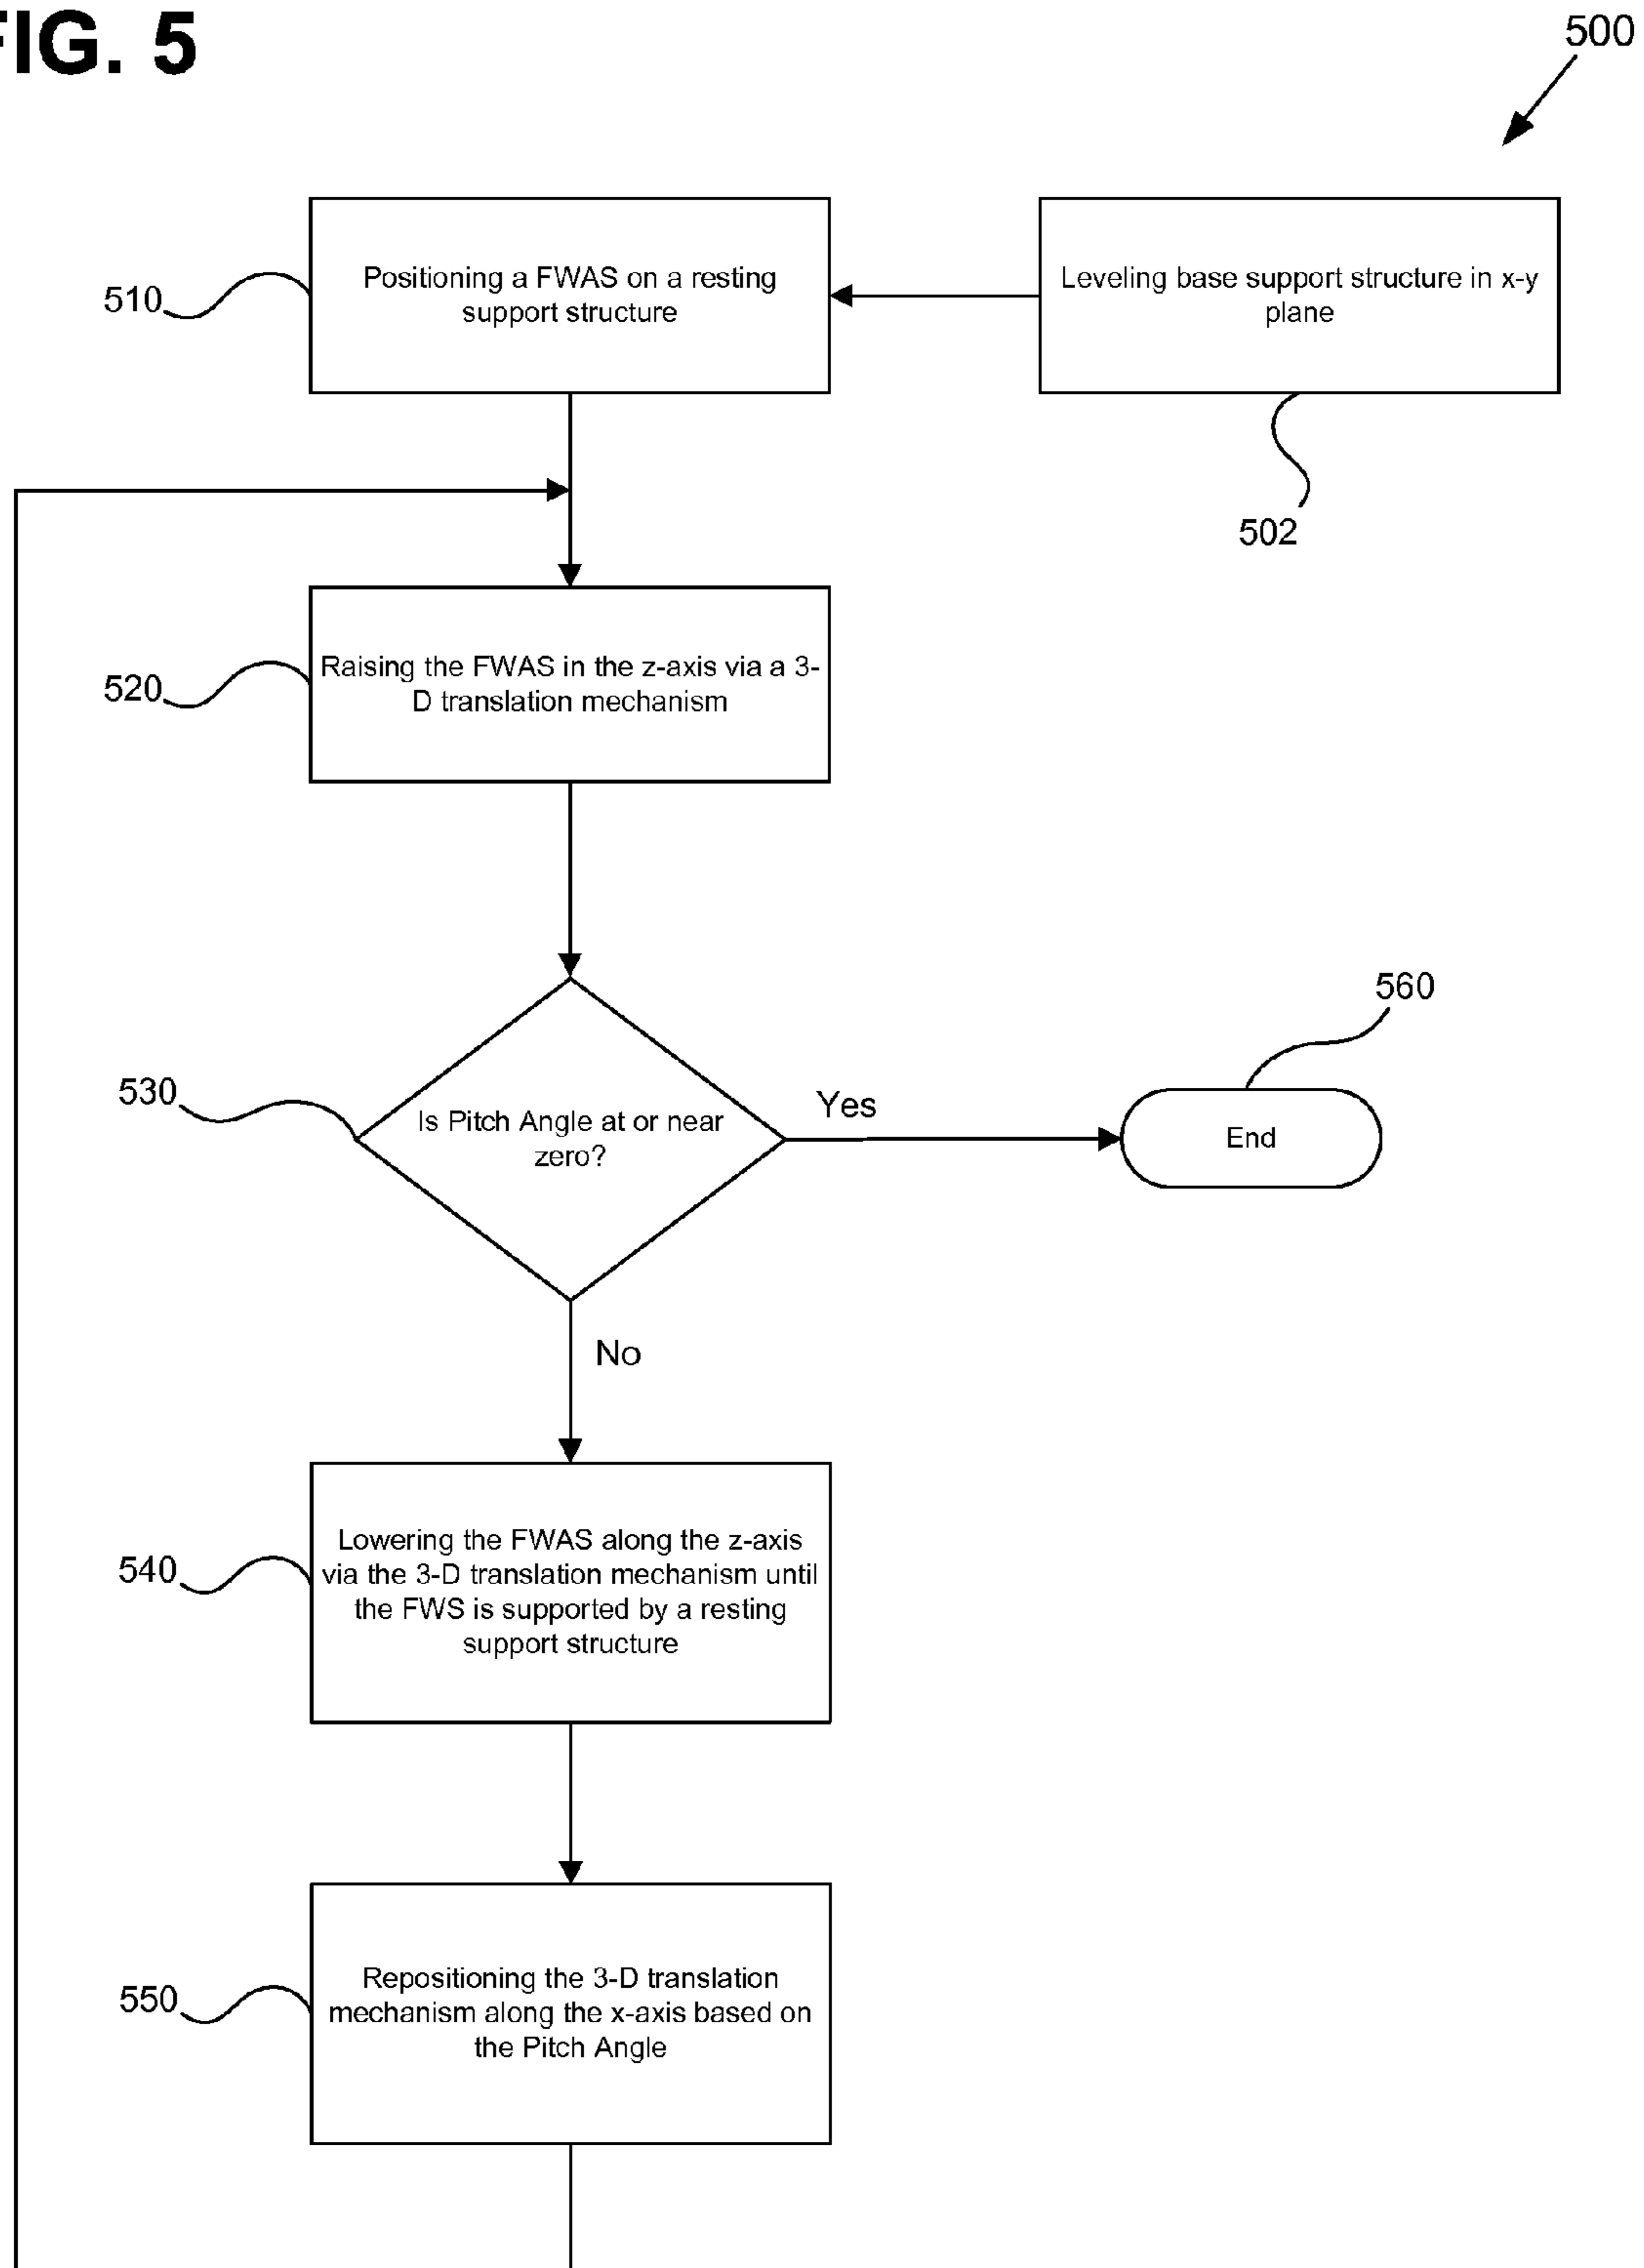 FIG. 5
500
Positioning a FWAS on a resting
support structure
Leveling base support structure in x-y
plane
510
502
Raising the FWAS in the z-axis via a 3-
D translation mechanism
520
560
530
Is Pitch Angle at or near
zero?
Yes
End
No
Lowering the FWAS along the z-axis
via the 3-D translation mechanism until
the FWS is supported by a resting
support structure
540
Repositioning the 3-D translation
mechanism along the x-axis based on
the Pitch Angle
550